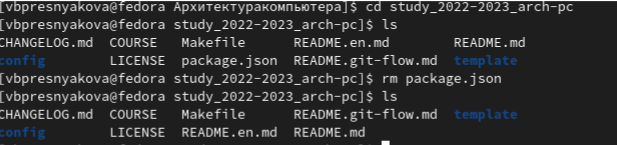 [vbpresnyakova@fedora Архитектуракомпьютера]$ cd study_2022-2023_arch-pc
[vbpresnyakova@fedora study_2022-2023_arch-pc]$ ls
CHANGELOG.md COURSE Makefile README.en.md README.md
config LICENSE package.json README.git-flow.md template
[vbpresnyakova@fedora study_2022-2023_arch-pc]$ rm package.json
[vbpresnyakova@fedora study_2022-2023_arch-pc]$ ls
CHANGELOG.md COURSE Makefile README.git-flow.md template
config LICENSE README.en.md README.md